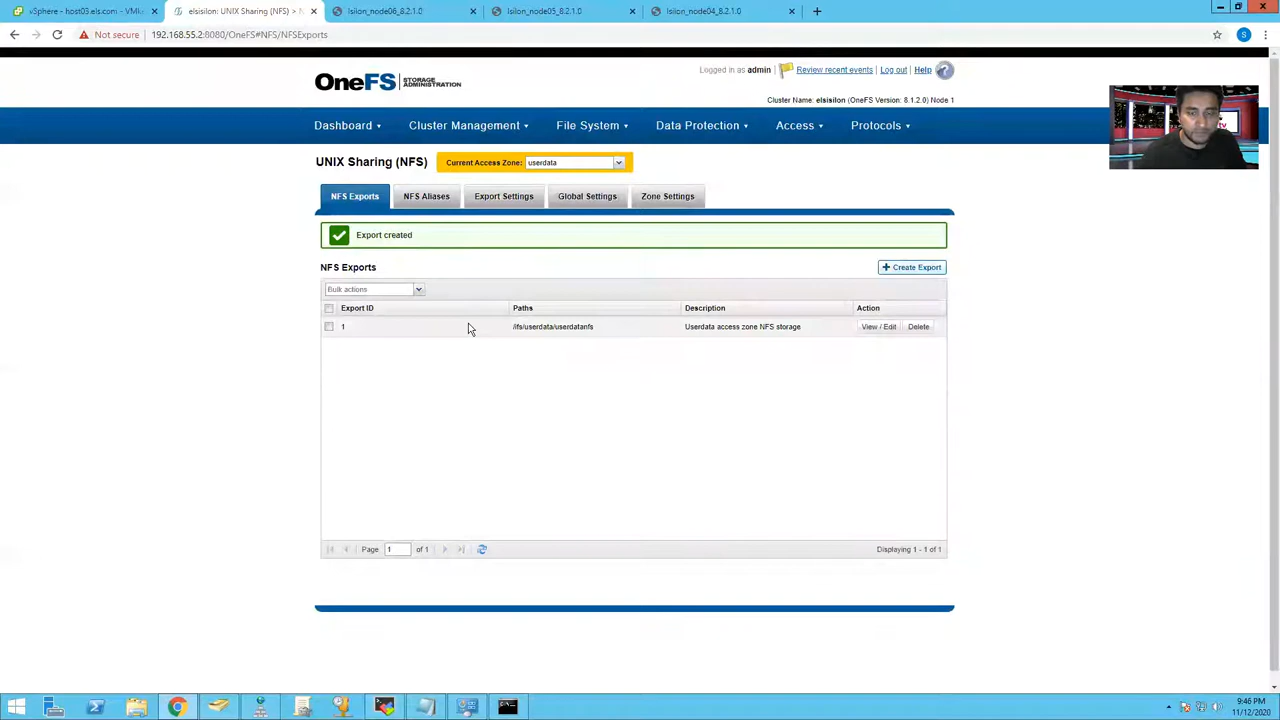 vSphere - host03.els.com - VMw
elsisilon: UNIX Sharing (NFS) >
Isilon_node06_8.2.1.0
Isilon_node05_8.2.1.0
Isilon_node04_8.2.1.0
Not secure
192.168.55.2:8080/OneFS#NFS/NFSExports
S
OneFS STORAGE ADMINISTRATION
Logged in as admin
Review recent events
Log out
Help
Cluster Name: elsisilon (OneFS Version: 8.1.2.0) Node 1
Dashboard
Cluster Management
File System
Data Protection
Access
Protocols
UNIX Sharing (NFS)
Current Access Zone: userdata
NFS Exports
NFS Aliases
Export Settings
Global Settings
Zone Settings
Export created
NFS Exports
+ Create Export
Bulk actions
Export ID Paths Description Action
1 /ifs/userdata/userdatanfs Userdata access zone NFS storage View / Edit Delete
Page 1 of 1
Displaying 1 - 1 of 1
9:46 PM
11/12/2020